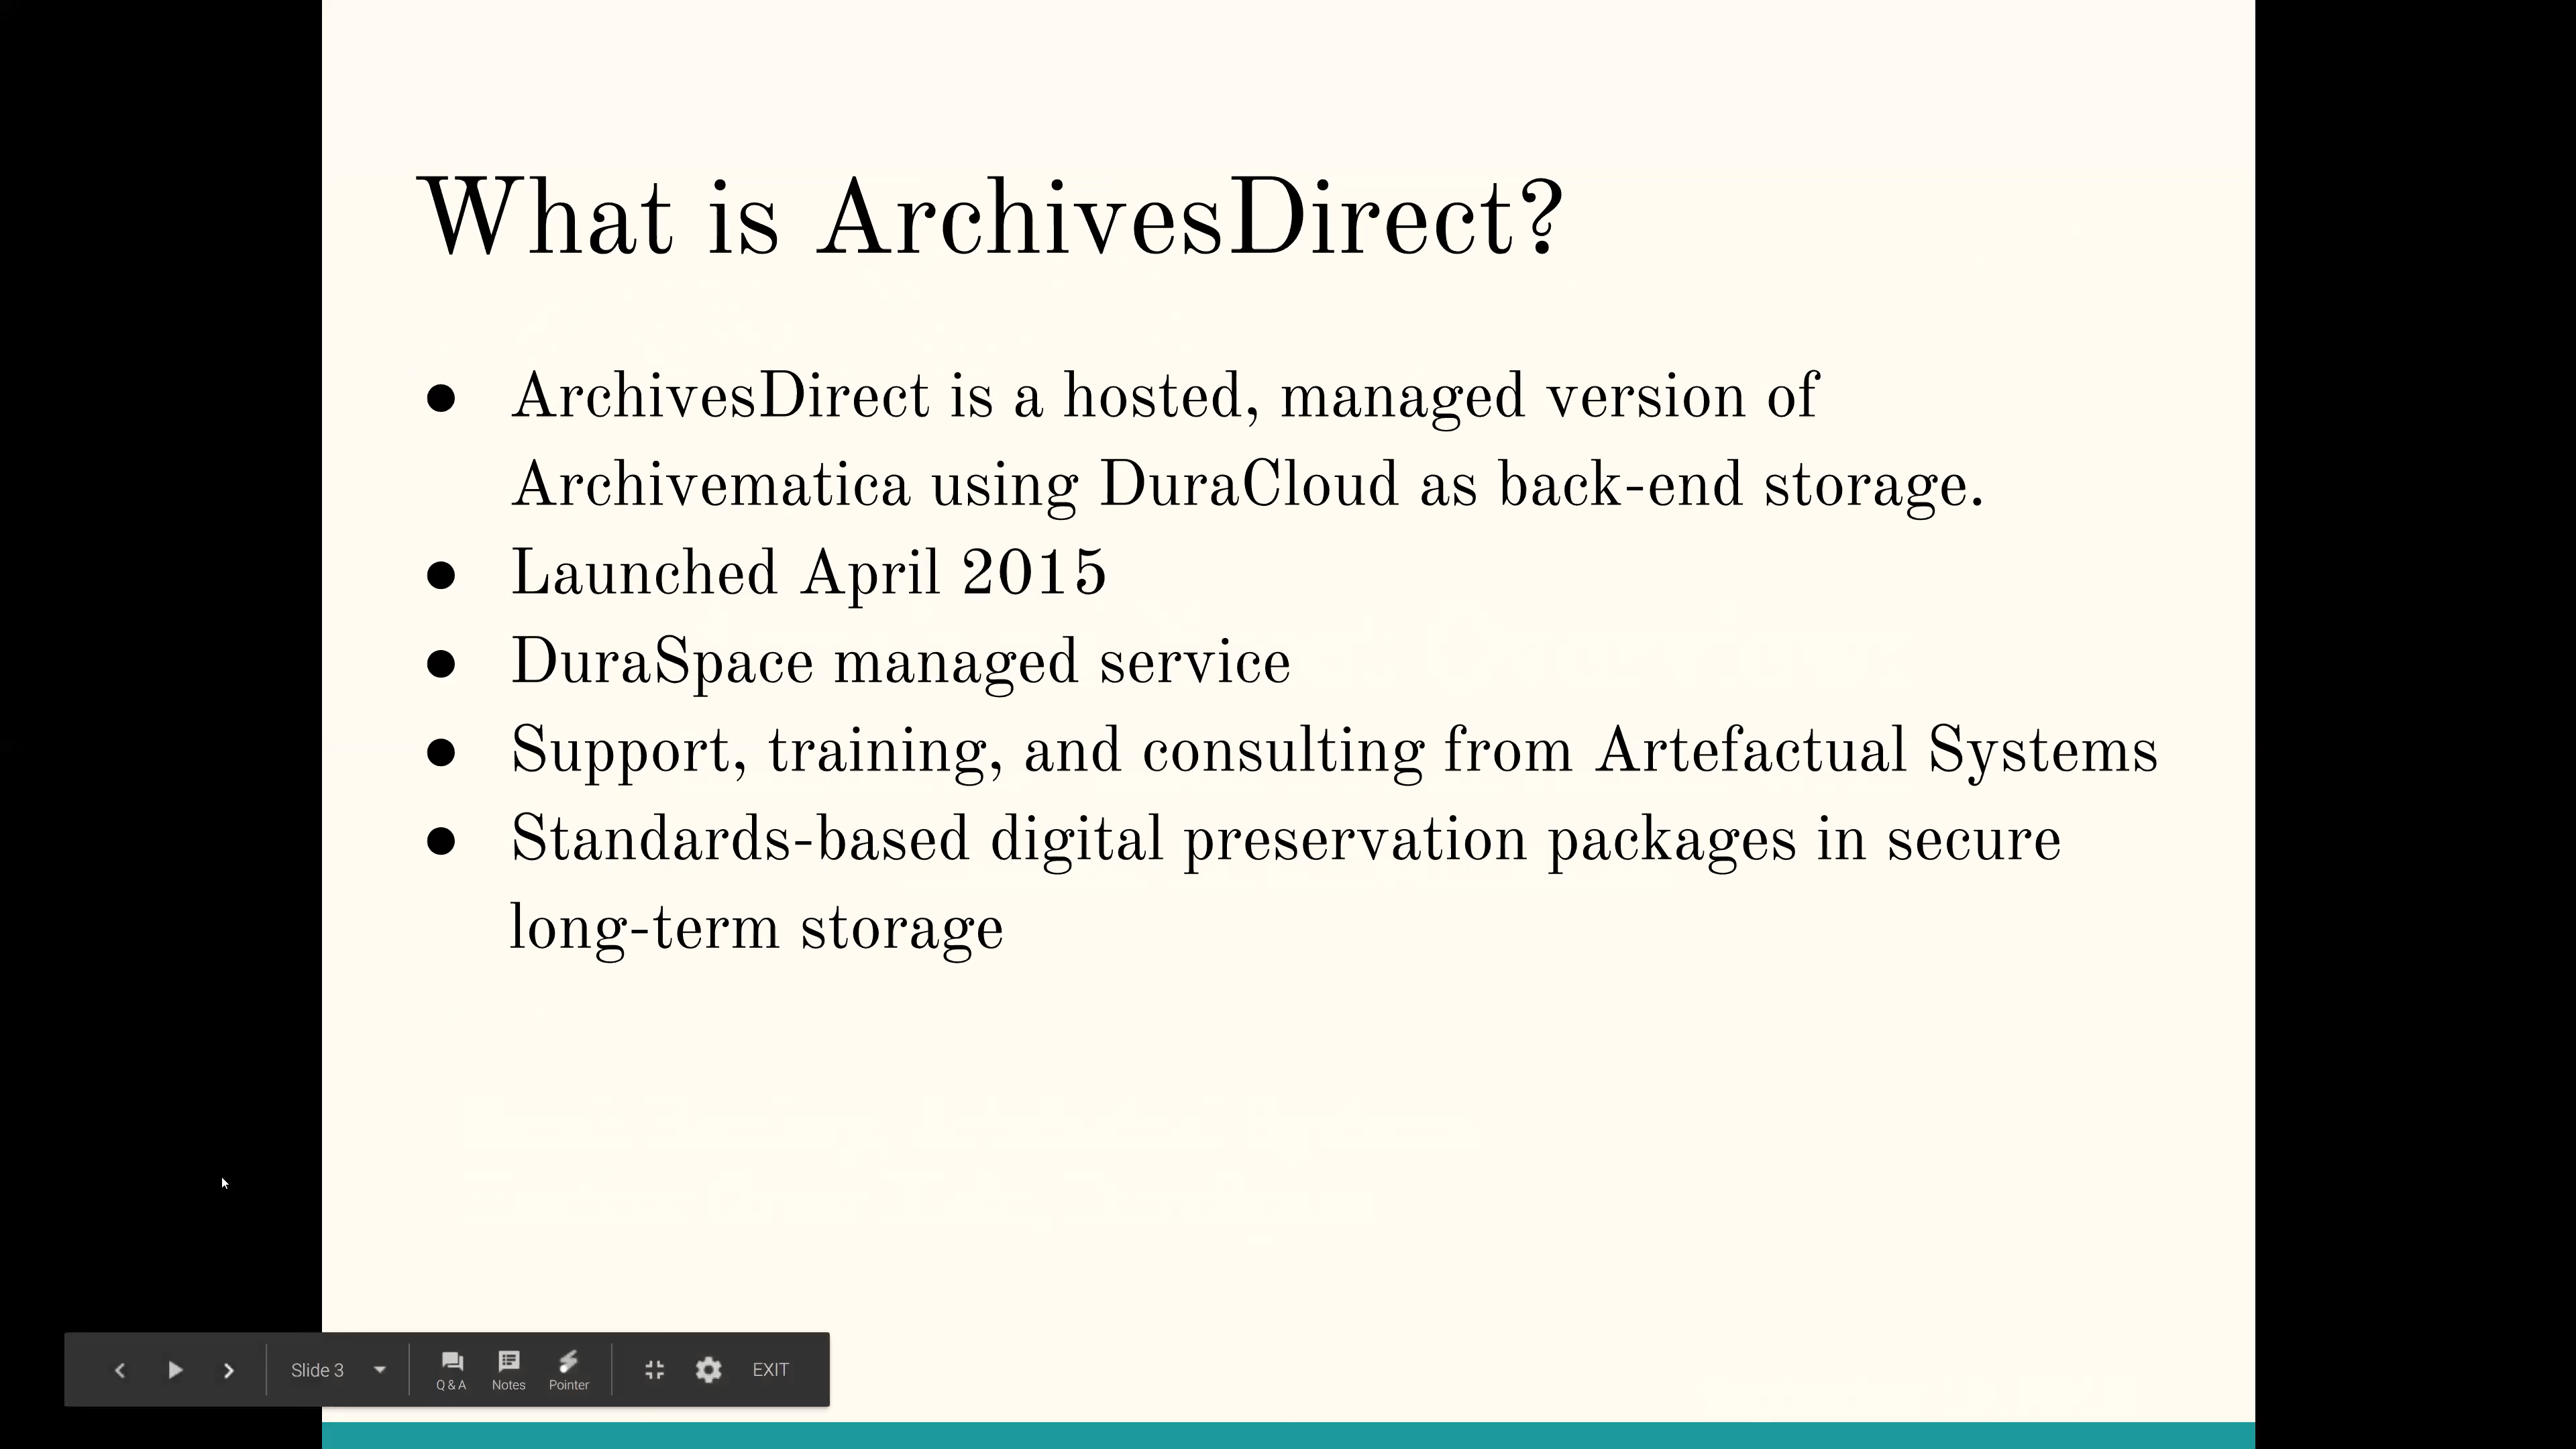 What is ArchivesDirect?
● ArchivesDirect is a hosted, managed version of
Archivematica using DuraCloud as back-end storage.
● Launched April 2015
● DuraSpace managed service
● Support, training, and consulting from Artefactual Systems
● Standards-based digital preservation packages in secure
long-term storage
Slide 3
Q & A
Notes
Pointer
EXIT